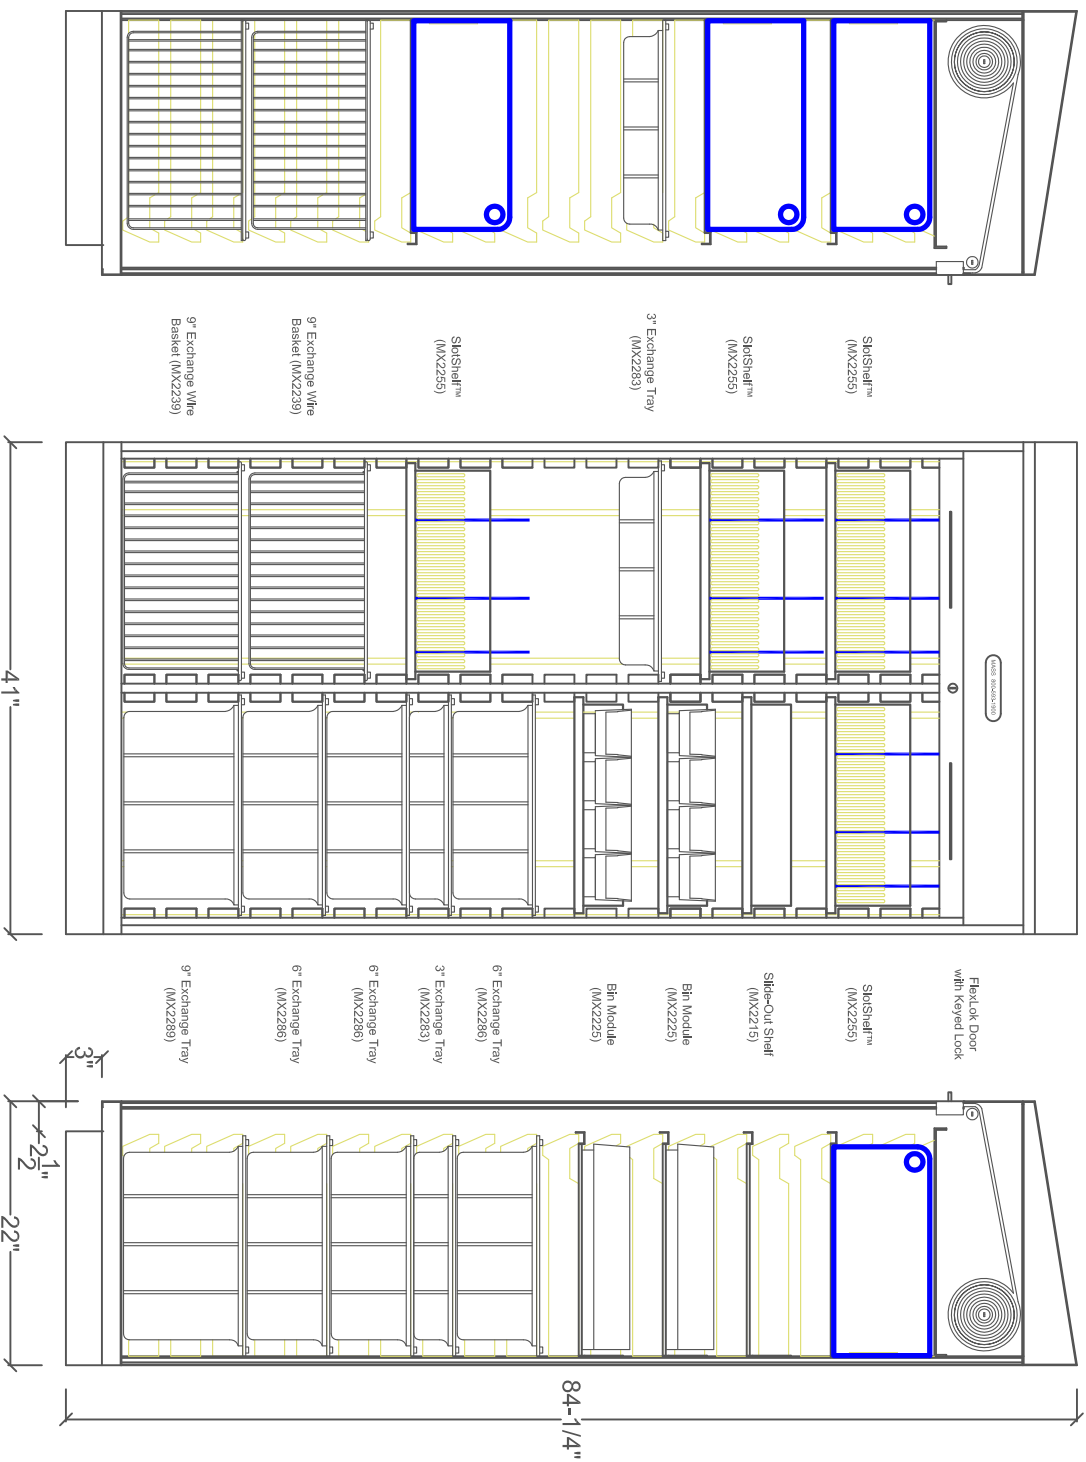 SlotShelf™
(MX2255)
SlotShelf™
(MX2255)
3" Exchange Tray
(MX2283)
SlotShelf™
(MX2255)
9" Exchange Wire
Basket (MX2239)
9" Exchange Wire
Basket (MX2239)
MASS
41"
FlexLok Door
with Keyed Lock
SlotShelf™
(MX2255)
Slide-Out Shelf
(MX2215)
Bin Module
(MX2225)
Bin Module
(MX2225)
6" Exchange Tray
(MX2286)
3" Exchange Tray
(MX2283)
6" Exchange Tray
(MX2286)
6" Exchange Tray
(MX2286)
9" Exchange Tray
(MX2289)
3"
2 1/2"
22"
84-1/4"